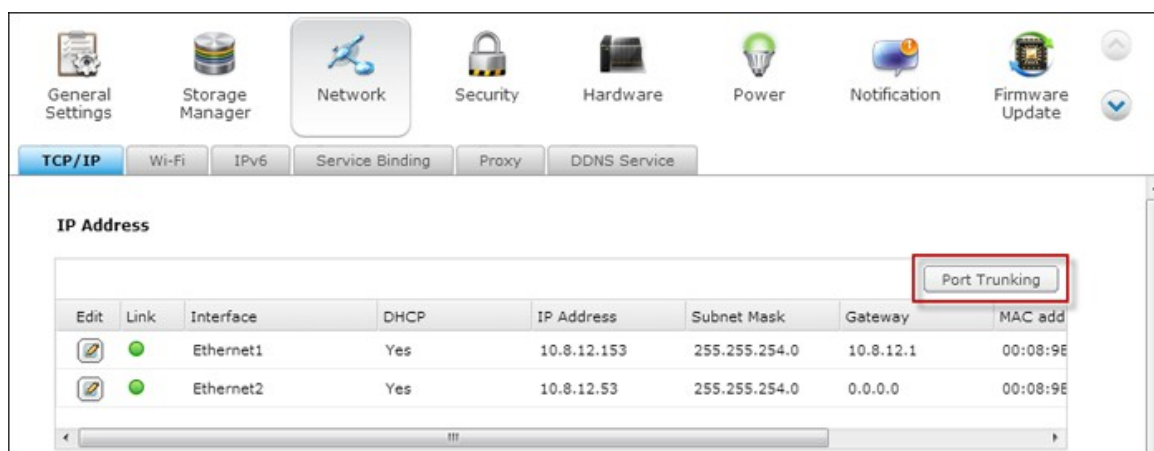 General Settings
Storage Manager
Network
Security
Hardware
Power
Notification
Firmware Update
TCP/IP Wi-Fi IPv6 Service Binding Proxy DDNS Service
IP Address
Port Trunking
Edit Link Interface DHCP IP Address Subnet Mask Gateway MAC add
Ethernet1 Yes 10.8.12.153 255.255.254.0 10.8.12.1 00:08:9E
Ethernet2 Yes 10.8.12.53 255.255.254.0 0.0.0.0 00:08:9E